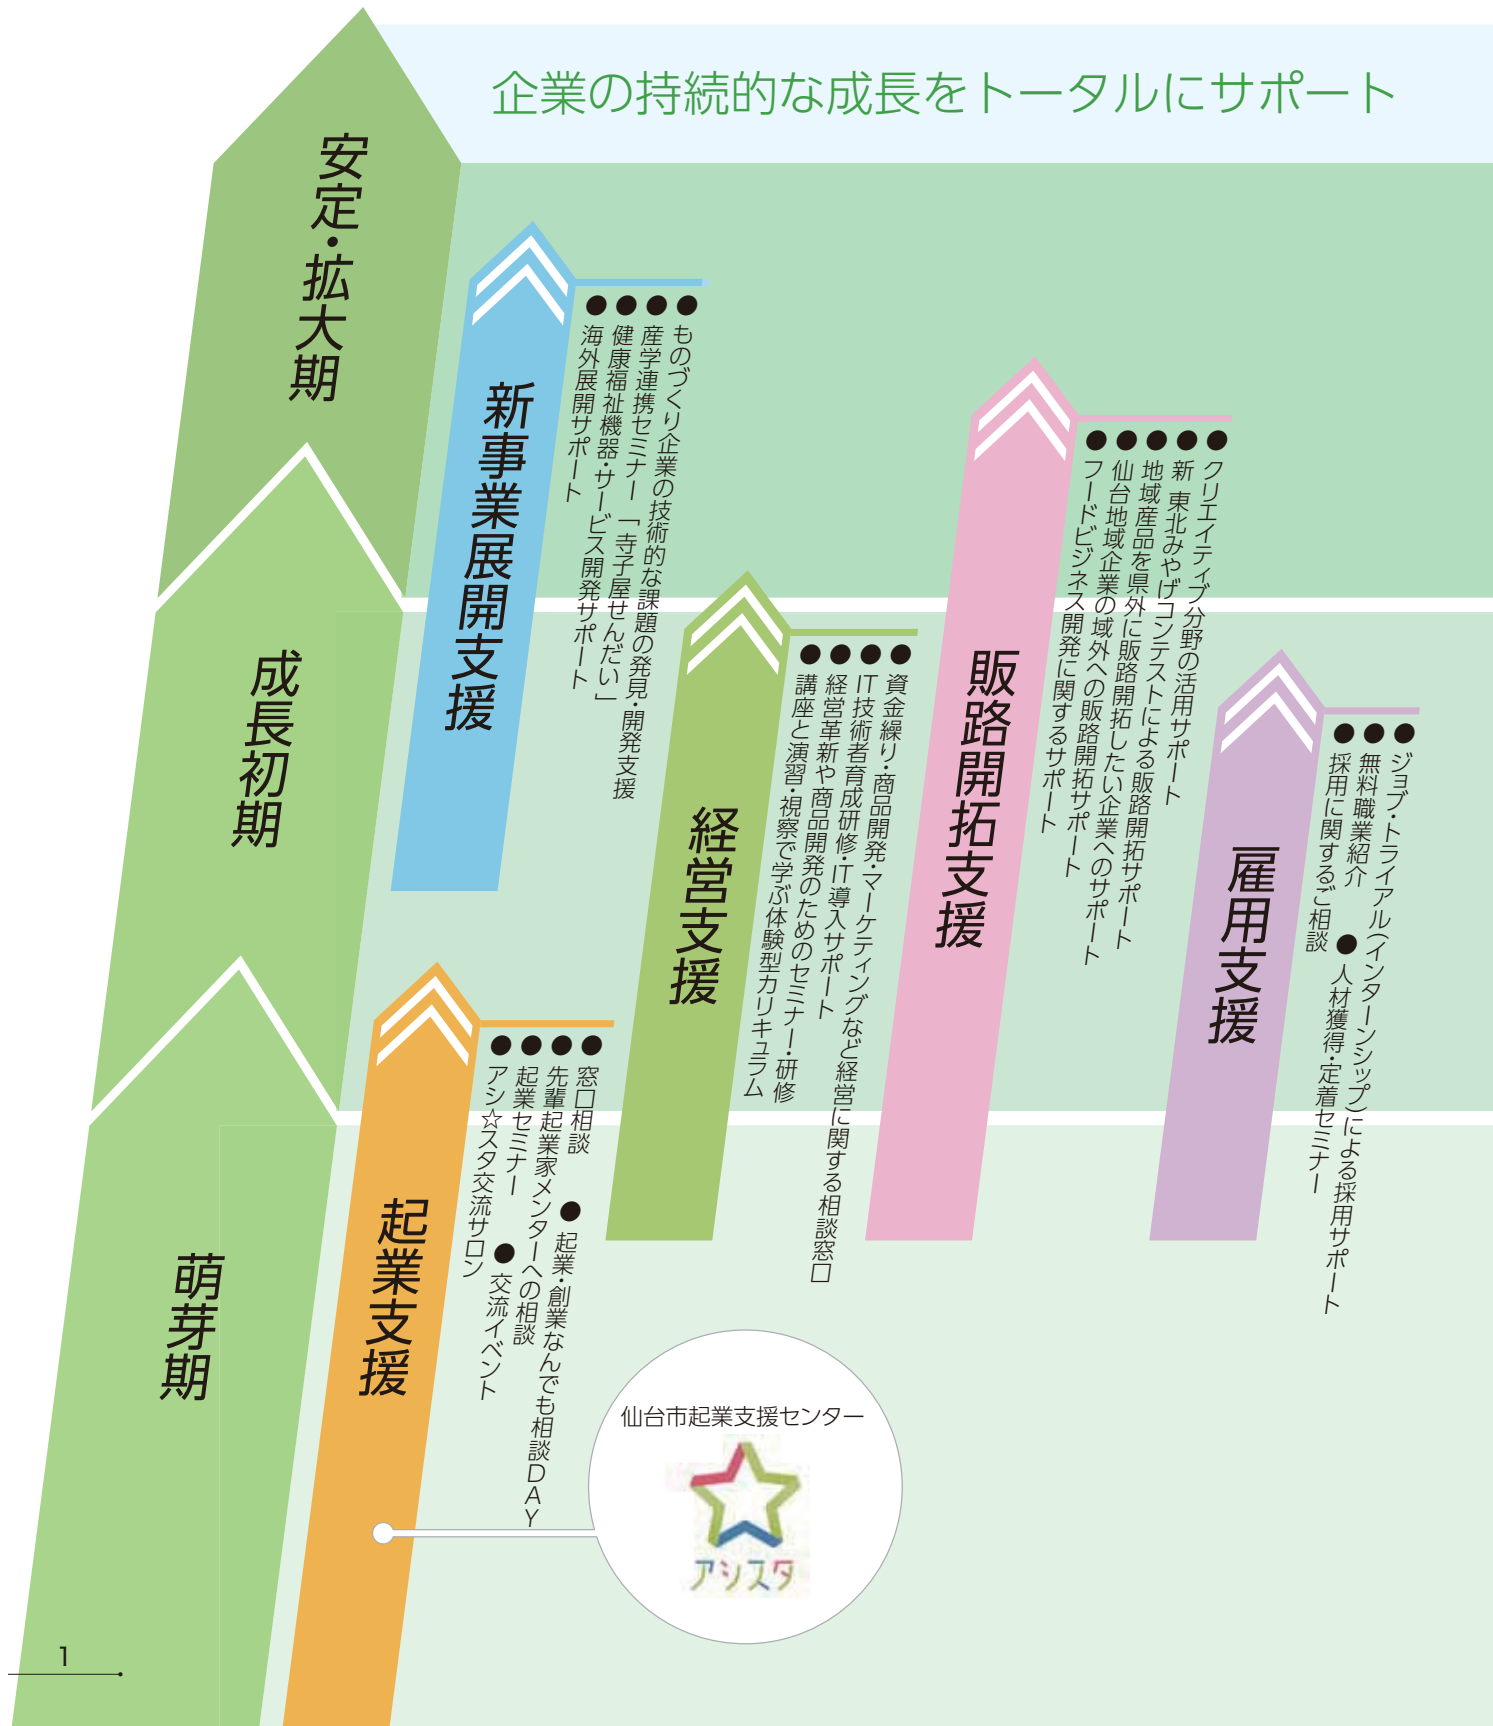 企業の持続的な成長をトータルにサポート
安定・拡大期
成長初期
萌芽期
新事業展開支援
●ものづくり企業の技術的な課題の発見・開発支援
●産学連携セミナー「寺子屋せんだい」
●健康福祉機器・サービス開発サポート
●海外展開サポート
販路開拓支援
●クリエイティブ分野の活用サポート
●新 東北みやげコンテストによる販路開拓サポート
●地域産品を県外に販路開拓したい企業へのサポート
●仙台地域企業の域外への販路開拓サポート
●フードビジネス開発に関するサポート
経営支援
●資金繰り・商品開発・マーケティングなど経営に関する相談窓口
●IT技術者育成研修・IT導入サポート
●経営革新や商品開発のためのセミナー・研修
●講座と演習・視察で学ぶ体験型カリキュラム
雇用支援
●ジョブ・トライアル(インターンシップ)による採用サポート
●無料職業紹介 ●人材獲得・定着セミナー
●採用に関するご相談
起業支援
●窓口相談 ●起業・創業なんでも相談DAY
●先輩起業家メンターへの相談
●起業セミナー ●交流イベント
●アシ☆スタ交流サロン
仙台市起業支援センター
アシスタ
1